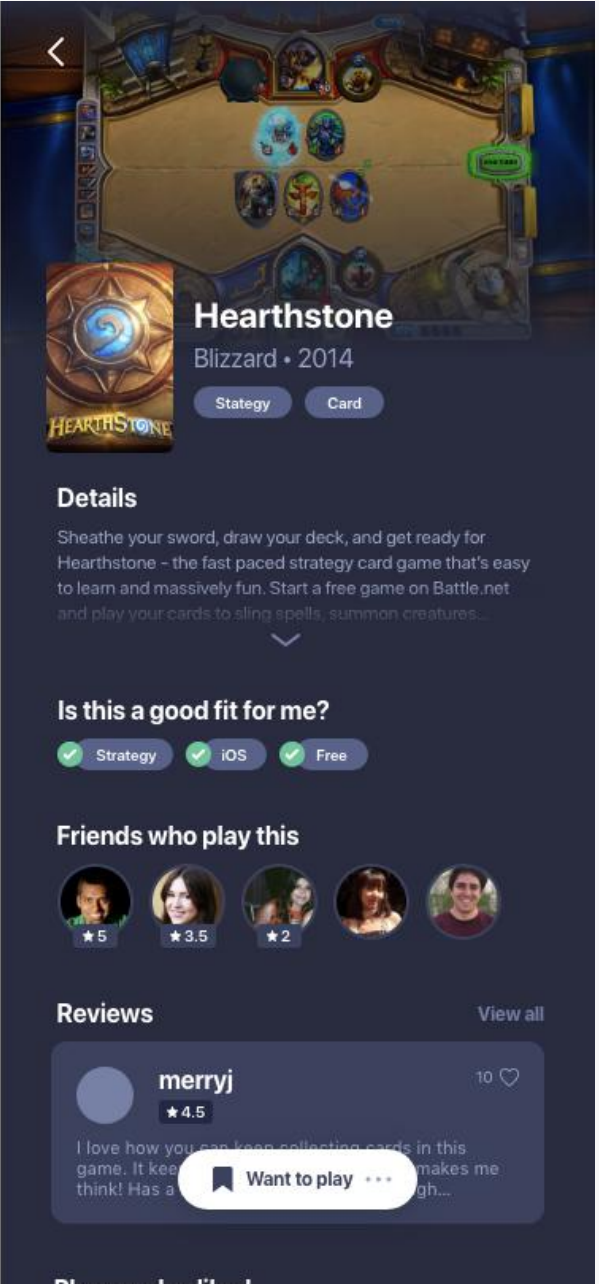 HEARTHSTONE
Hearthstone
Blizzard • 2014
Stategy
Card
Details
Sheathe your sword, draw your deck, and get ready for
Hearthstone - the fast paced strategy card game that's easy
to learn and massively fun. Start a free game on Battle.net
and play your cards to sling spells, summon creatures...
Is this a good fit for me?
Strategy
iOS
Free
Friends who play this
★5
★3.5
★2
Reviews
View all
merryj
10
★4.5
I love how you can keep collecting cards in this
game. It kee makes me
think! Has a gh...
Want to play